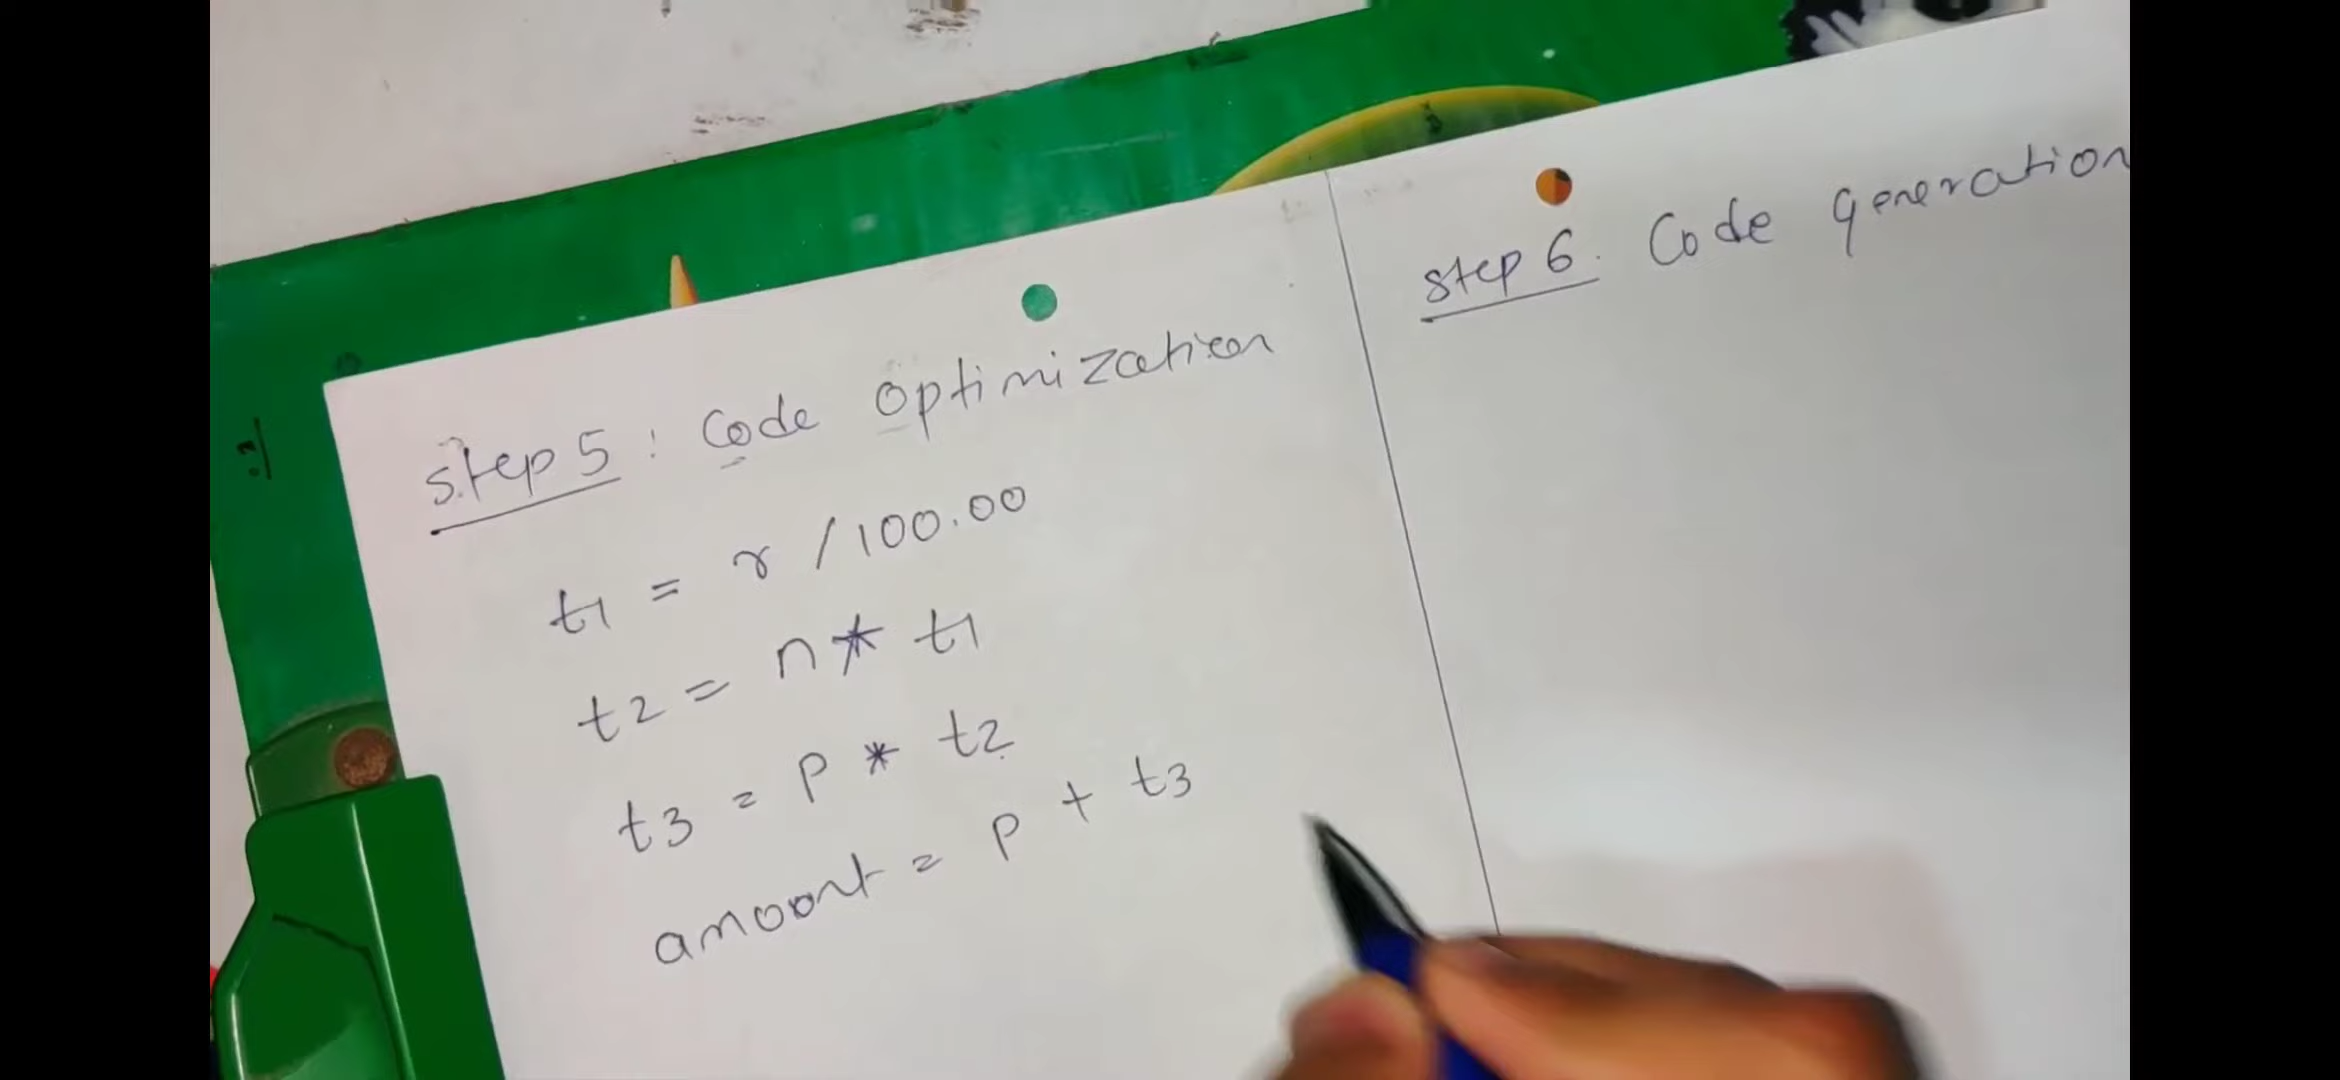 Step 5 : Code Optimization
t1 = r / 100.00
t2 = n * t1
t3 = p * t2
amount = p + t3
Step 6. Code generation